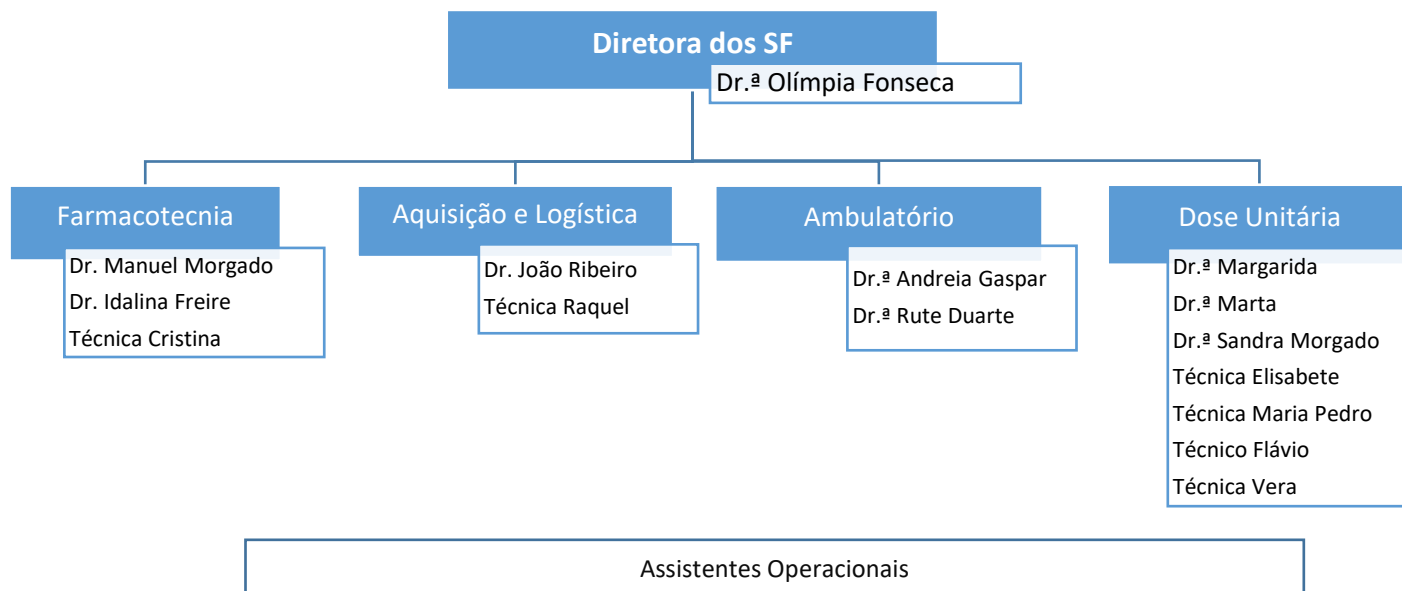 Diretora dos SF
Dr.ª Olímpia Fonseca
Farmacotecnia
Dr. Manuel Morgado
Dr. Idalina Freire
Técnica Cristina
Aquisição e Logística
Dr. João Ribeiro
Técnica Raquel
Ambulatório
Dr.ª Andreia Gaspar
Dr.ª Rute Duarte
Dose Unitária
Dr.ª Margarida
Dr.ª Marta
Dr.ª Sandra Morgado
Técnica Elisabete
Técnica Maria Pedro
Técnico Flávio
Técnica Vera
Assistentes Operacionais